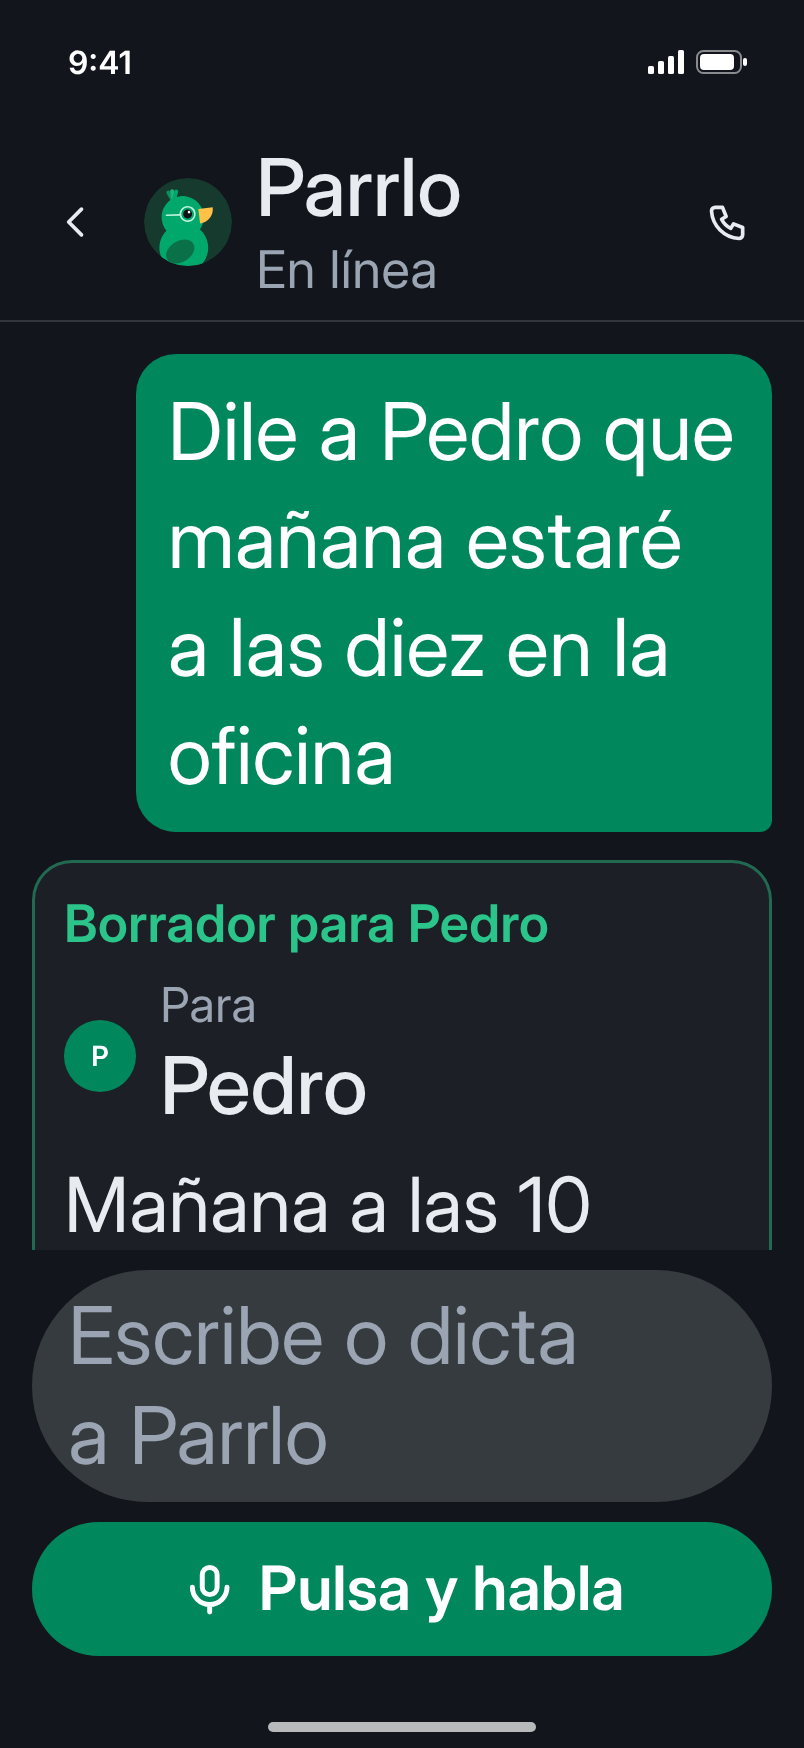 9:41
Parrlo
En línea
Dile a Pedro que
mañana estaré
a las diez en la
oficina
Borrador para Pedro
Para
P
Pedro
Mañana a las 10
Escribe o dicta
a Parrlo
Pulsa y habla